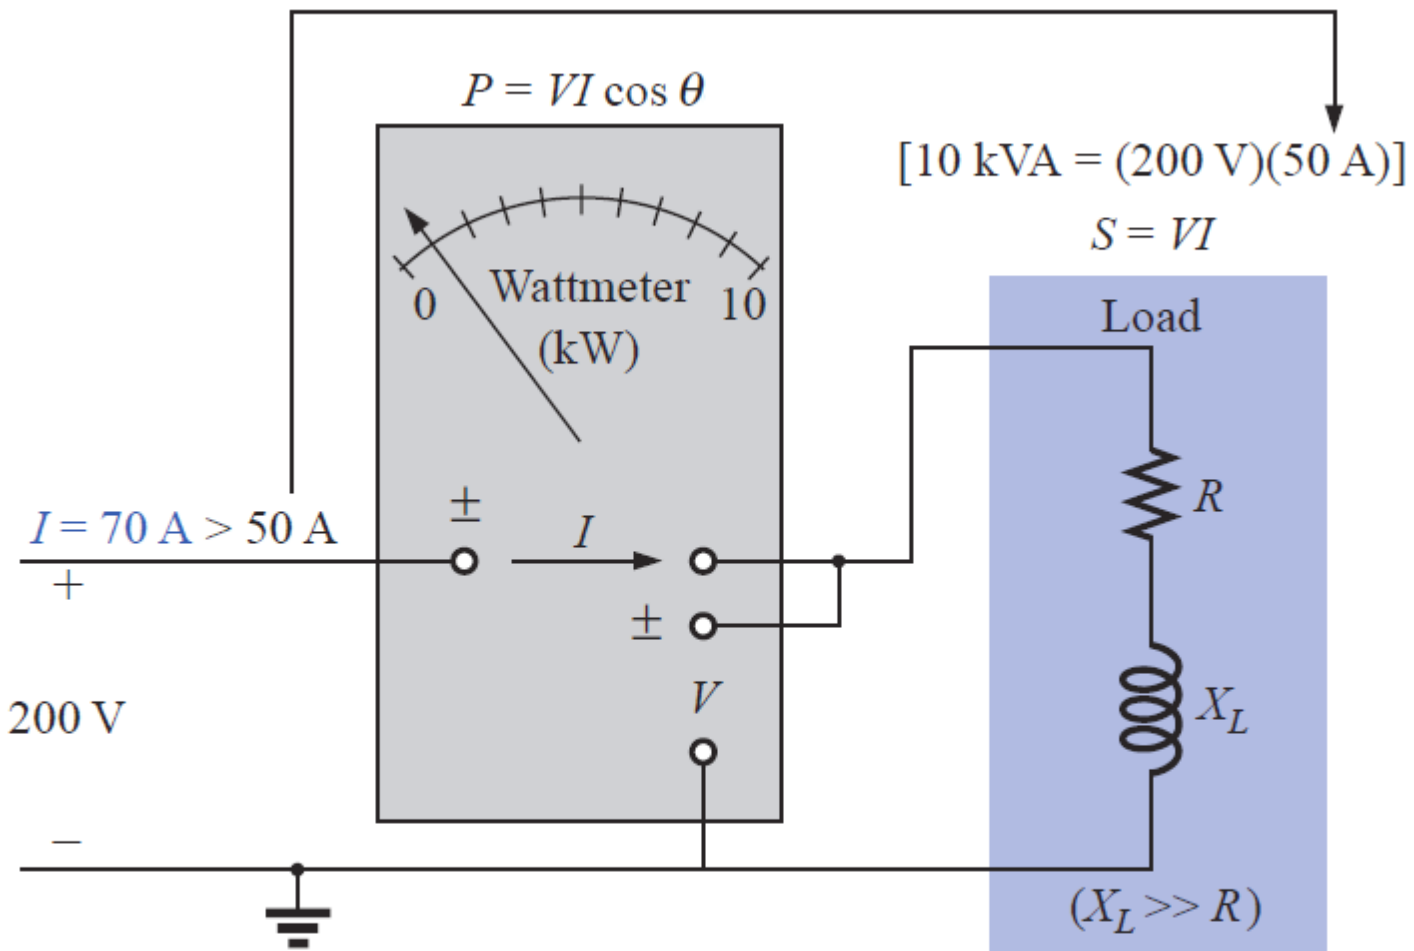 P = VI cos θ
[10 kVA = (200 V)(50 A)]
S = VI
Wattmeter
(kW)
0
10
Load
R
I = 70 A > 50 A
±
I
+
±
V
200 V
X_L
−
(X_L >> R)